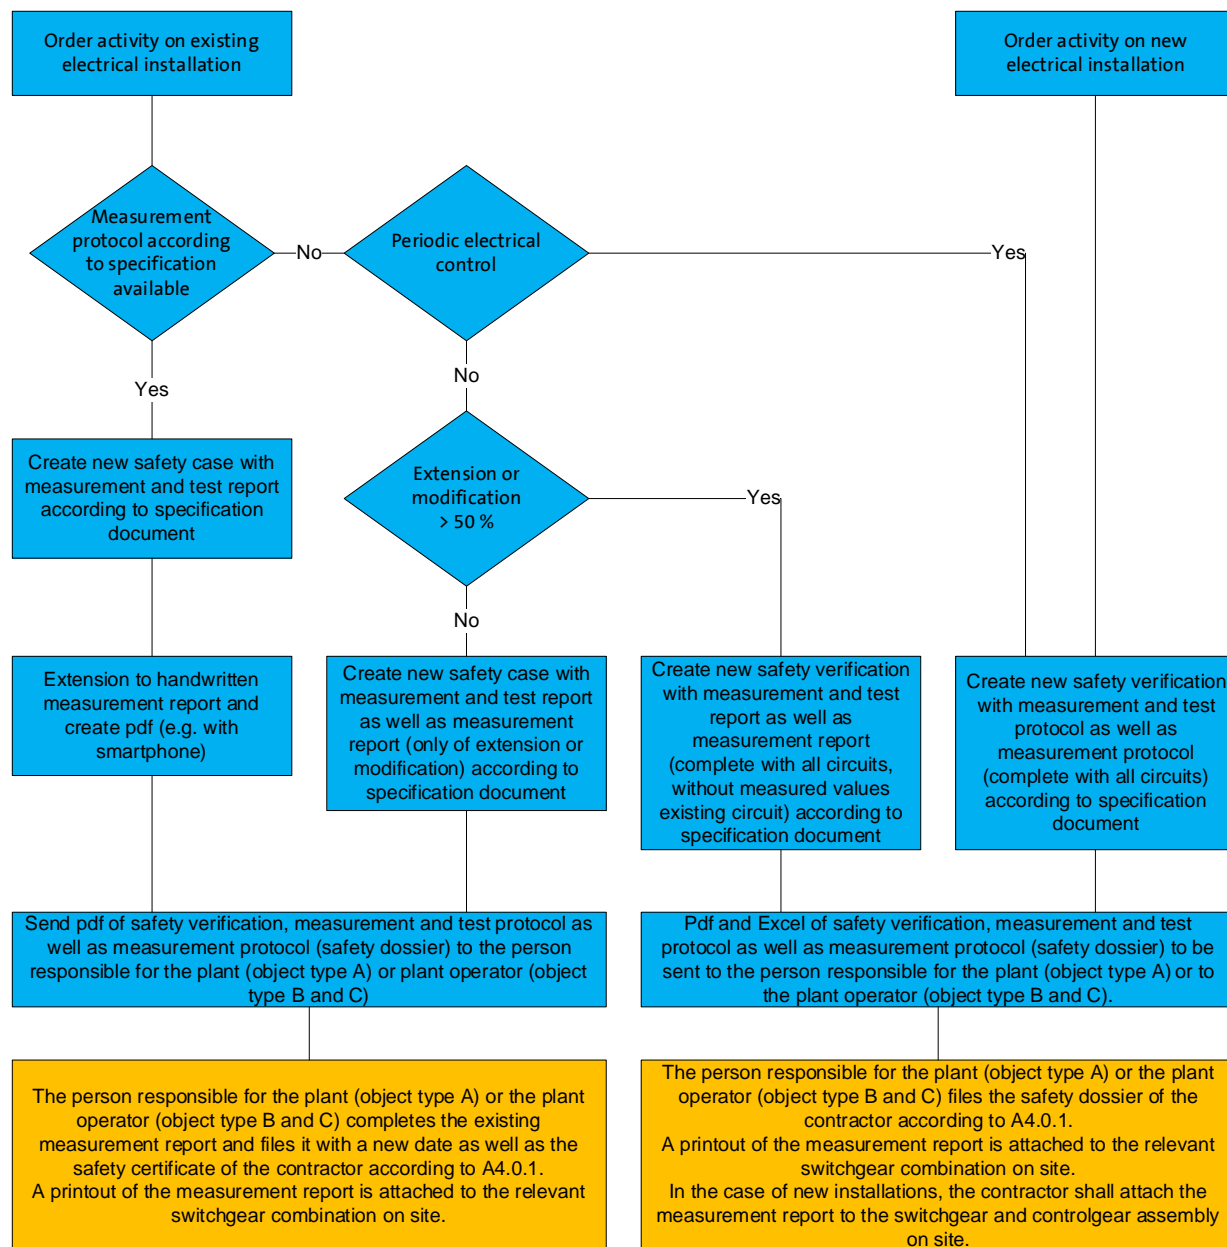 Order activity on existing
electrical installation
Order activity on new
electrical installation
Measurement
protocol according
to specification
available
No
Periodic electrical
control
Yes
Yes
No
Create new safety case with
measurement and test report
according to specification
document
Extension or
modification
> 50 %
Yes
No
Extension to handwritten
measurement report and
create pdf (e.g. with
smartphone)
Create new safety case with
measurement and test report
as well as measurement
report (only of extension or
modification) according to
specification document
Create new safety verification
with measurement and test
report as well as
measurement report
(complete with all circuits,
without measured values
existing circuit) according to
specification document
Create new safety verification
with measurement and test
protocol as well as
measurement protocol
(complete with all circuits)
according to specification
document
Send pdf of safety verification, measurement and test protocol as
well as measurement protocol (safety dossier) to the person
responsible for the plant (object type A) or plant operator (object
type B and C)
Pdf and Excel of safety verification, measurement and test
protocol as well as measurement protocol (safety dossier) to be
sent to the person responsible for the plant (object type A) or to
the plant operator (object type B and C).
The person responsible for the plant (object type A) or the plant
operator (object type B and C) completes the existing
measurement report and files it with a new date as well as the
safety certificate of the contractor according to A4.0.1.
A printout of the measurement report is attached to the relevant
switchgear combination on site.
The person responsible for the plant (object type A) or the plant
operator (object type B and C) files the safety dossier of the
contractor according to A4.0.1.
A printout of the measurement report is attached to the relevant
switchgear combination on site.
In the case of new installations, the contractor shall attach the
measurement report to the switchgear and controlgear assembly
on site.